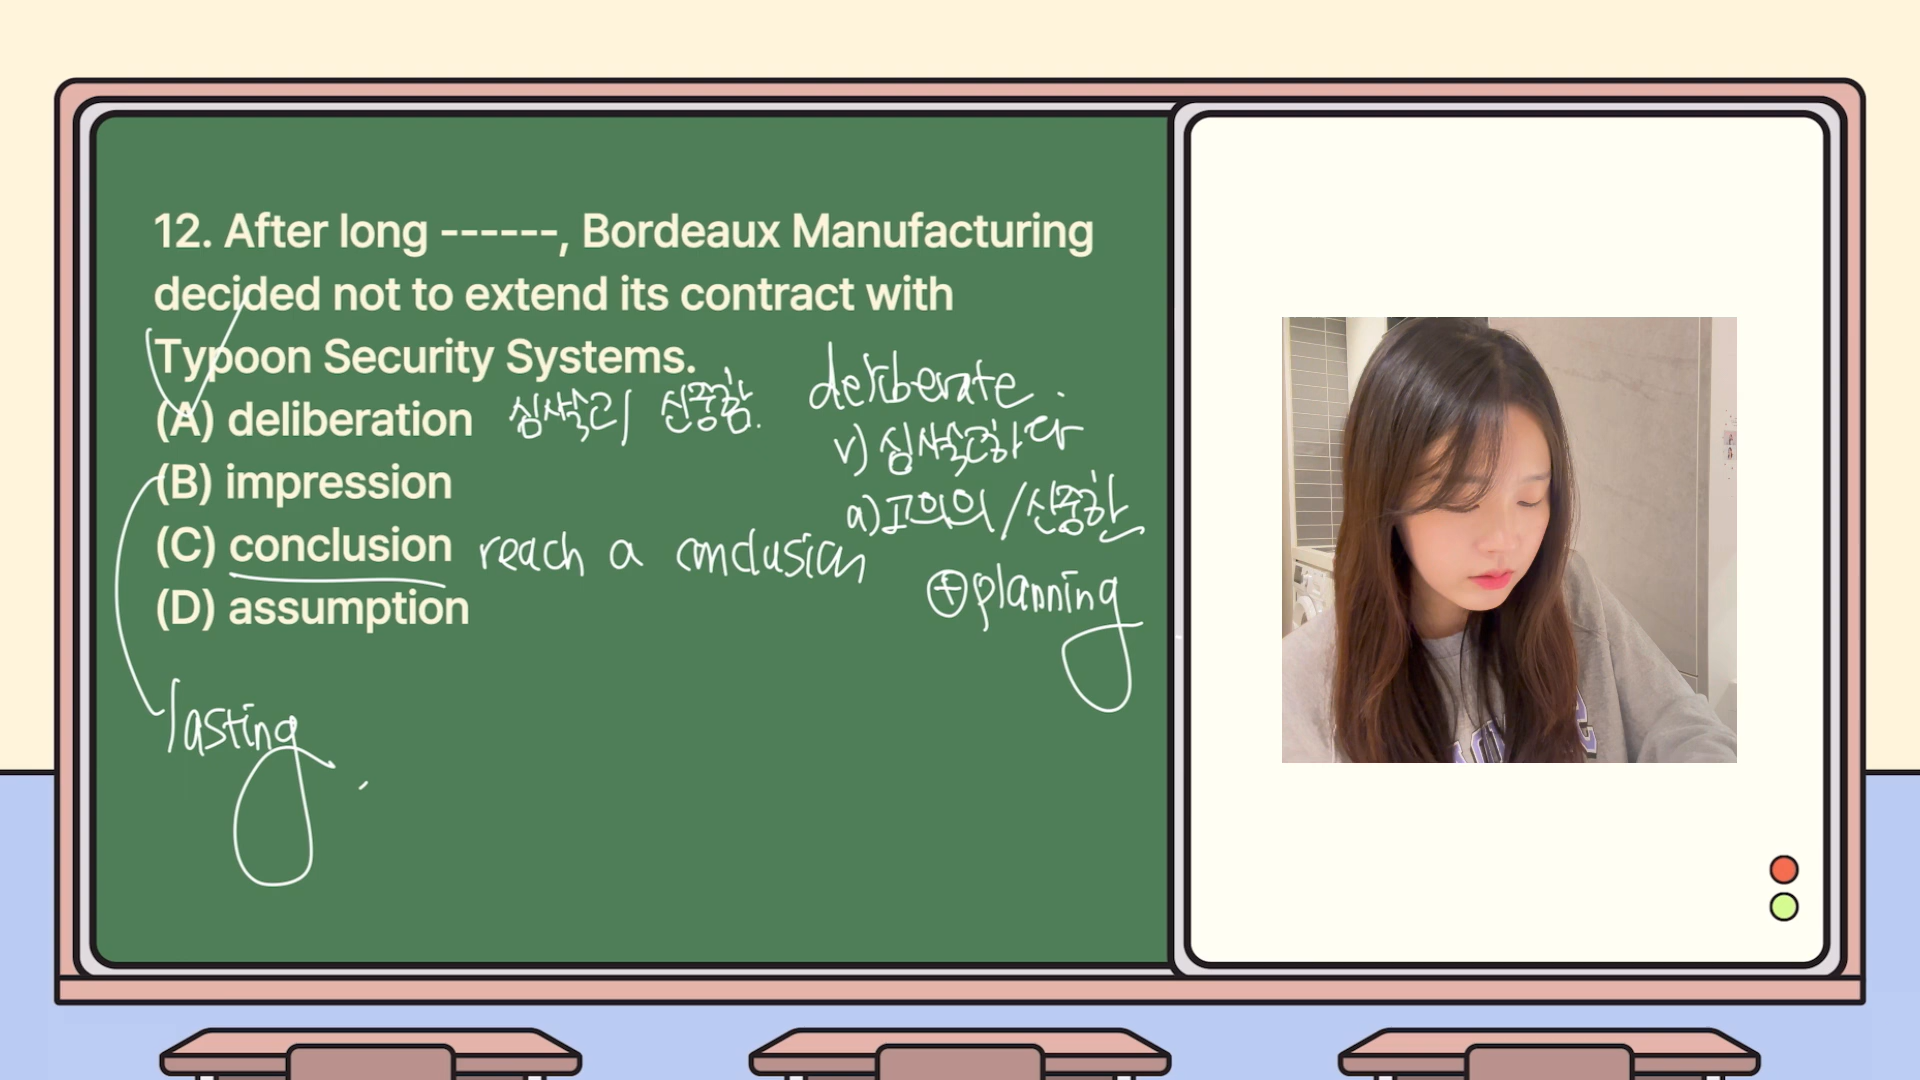 12. After long ------, Bordeaux Manufacturing
decided not to extend its contract with
Typoon Security Systems.
(A) deliberation 심사숙고 신중함.
(B) impression
(C) conclusion reach a conclusion
(D) assumption
deliberate.
v) 심사숙고하다
a) 고의의 / 신중한
⊕ planning
lasting